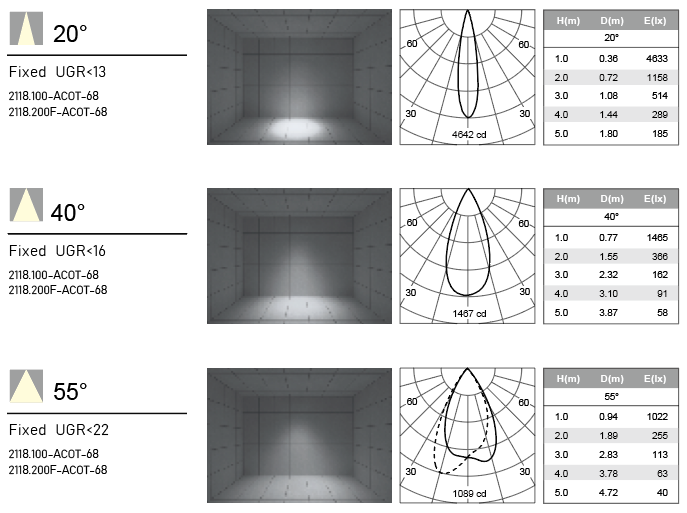 20°
Fixed UGR<13
2118.100-ACOT-68
2118.200F-ACOT-68
60
30 30
4642 cd
H(m) D(m) E(lx)
20°
1.0 0.36 4633
2.0 0.72 1158
3.0 1.08 514
4.0 1.44 289
5.0 1.80 185
40°
Fixed UGR<16
2118.100-ACOT-68
2118.200F-ACOT-68
60
30 30
1467 cd
H(m) D(m) E(lx)
40°
1.0 0.77 1465
2.0 1.55 366
3.0 2.32 162
4.0 3.10 91
5.0 3.87 58
55°
Fixed UGR<22
2118.100-ACOT-68
2118.200F-ACOT-68
60
30 30
1089 cd
H(m) D(m) E(lx)
55°
1.0 0.94 1022
2.0 1.89 255
3.0 2.83 113
4.0 3.78 63
5.0 4.72 40